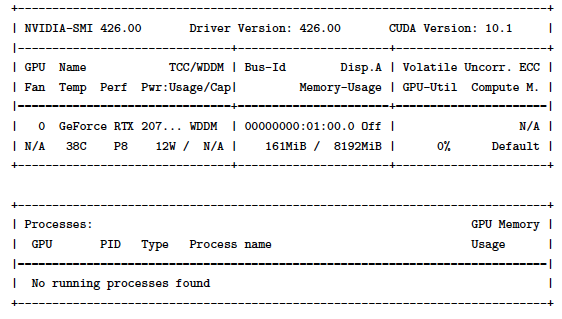 +-----------------------------------------------------------------------------+
| NVIDIA-SMI 426.00       Driver Version: 426.00       CUDA Version: 10.1     |
|-------------------------------+----------------------+----------------------+
| GPU  Name            TCC/WDDM | Bus-Id        Disp.A | Volatile Uncorr. ECC |
| Fan  Temp  Perf  Pwr:Usage/Cap|         Memory-Usage | GPU-Util  Compute M. |
|===============================+======================+======================|
|   0  GeForce RTX 207... WDDM  | 00000000:01:00.0 Off |                  N/A |
| N/A   38C    P8    12W /  N/A |    161MiB /  8192MiB |      0%      Default |
+-------------------------------+----------------------+----------------------+

+-----------------------------------------------------------------------------+
| Processes:                                                       GPU Memory |
|  GPU       PID   Type   Process name                             Usage      |
|=============================================================================|
|  No running processes found                                                 |
+-----------------------------------------------------------------------------+